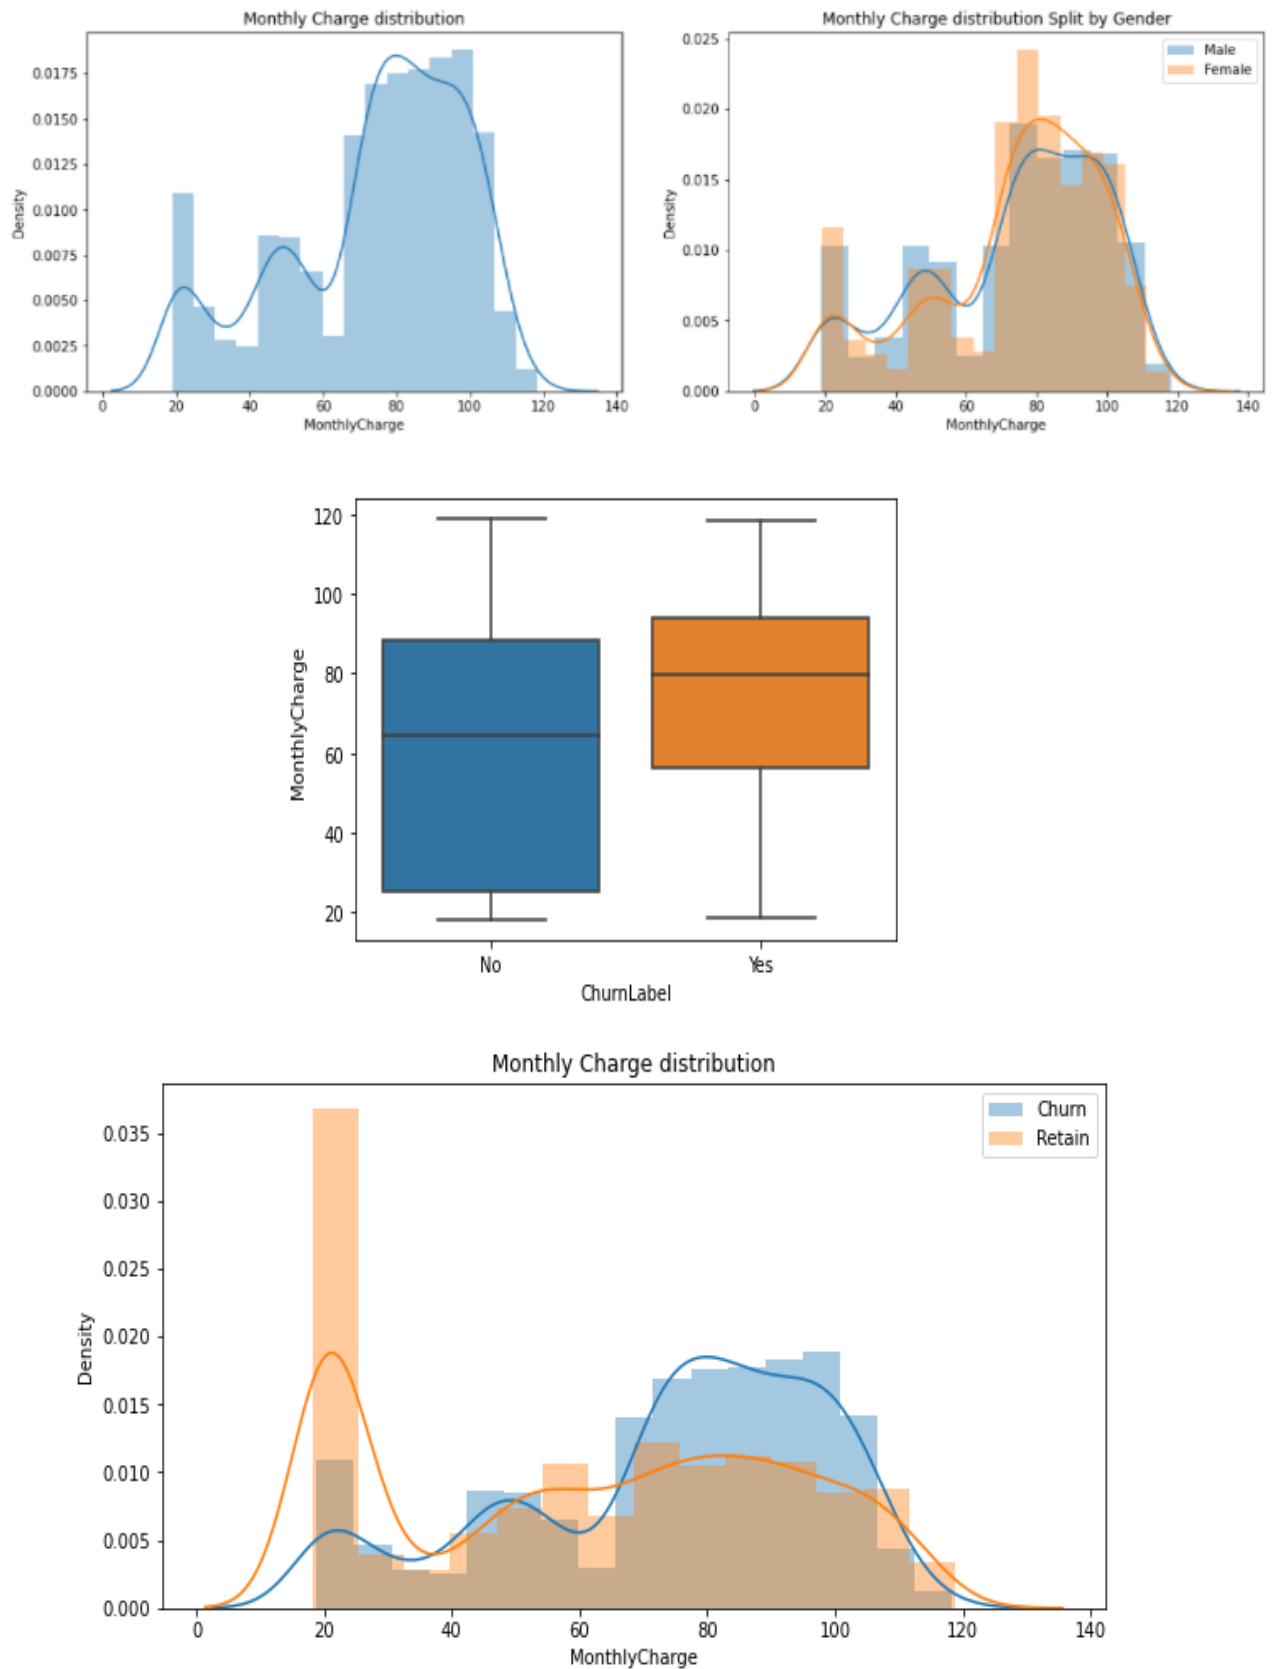 Monthly Charge distribution
0.0175
0.0150
0.0125
0.0100
0.0075
0.0050
0.0025
0.0000
Density
0 20 40 60 80 100 120 140
MonthlyCharge
Monthly Charge distribution Split by Gender
Male
Female
0.025
0.020
0.015
0.010
0.005
0.000
Density
0 20 40 60 80 100 120 140
MonthlyCharge
120
100
80
60
40
20
MonthlyCharge
No Yes
ChurnLabel
Monthly Charge distribution
Churn
Retain
0.035
0.030
0.025
0.020
0.015
0.010
0.005
0.000
Density
0 20 40 60 80 100 120 140
MonthlyCharge